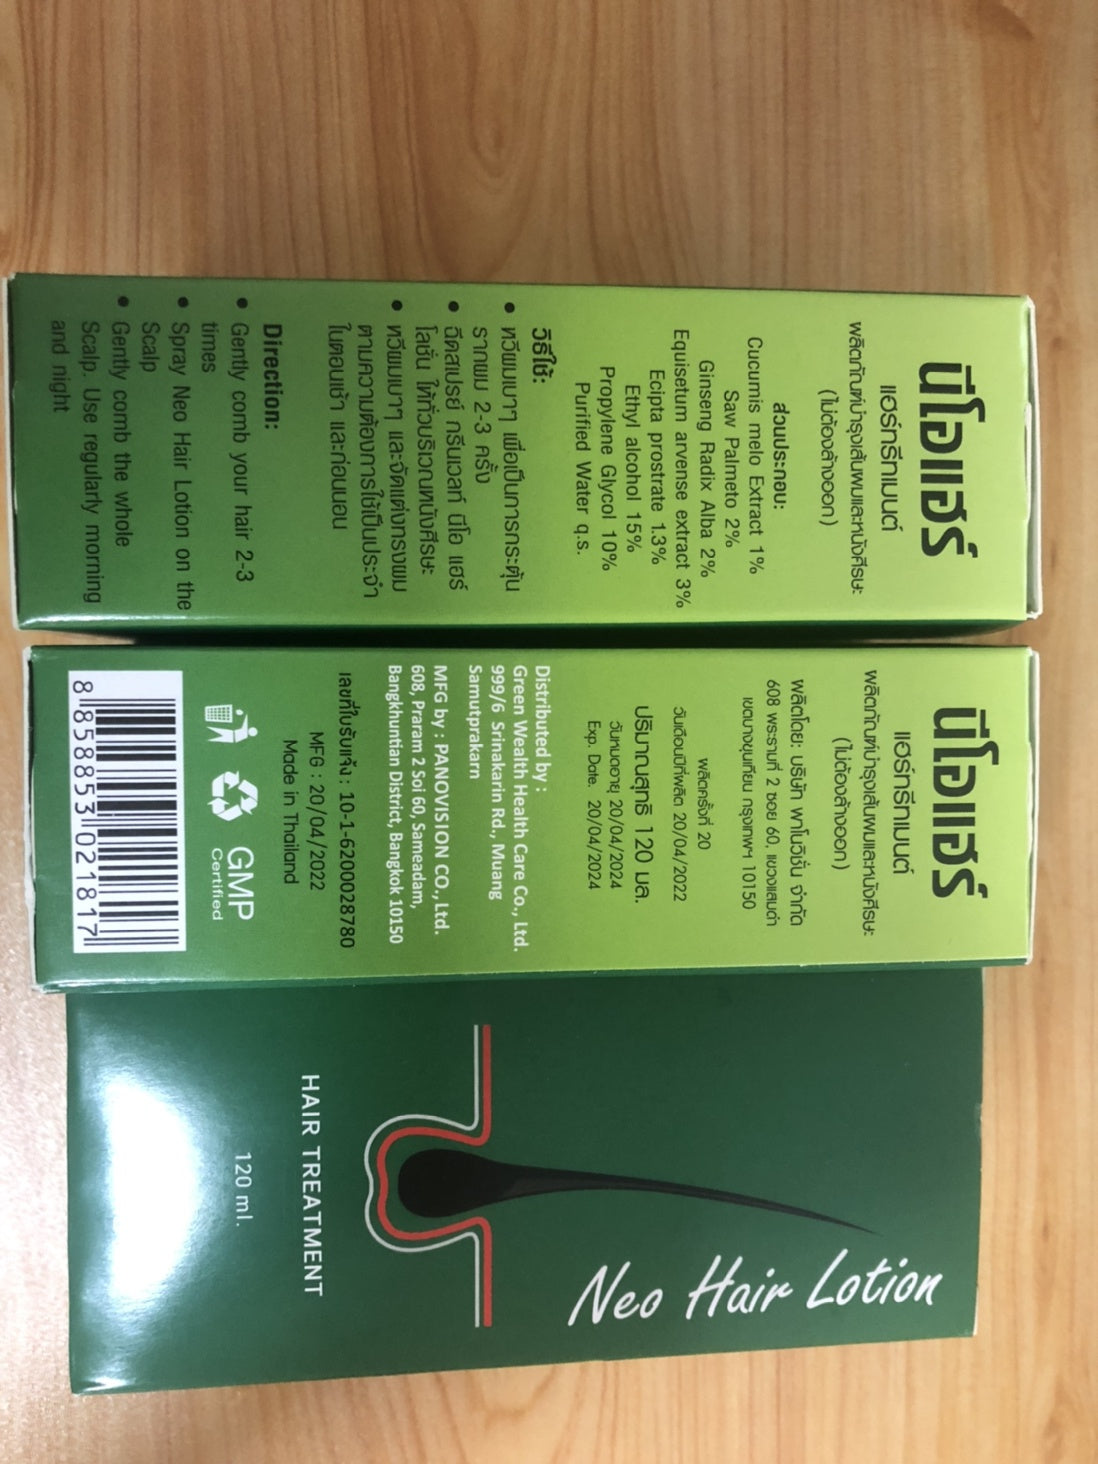 นีโอแฮร์
แฮร์ทรีทเมนต์
ผลิตภัณฑ์บำรุงเส้นผมและหนังศีรษะ
(ไม่ต้องล้างออก)
ส่วนประกอบ:
Cucumis melo Extract 1%
Saw Palmeto 2%
Ginseng Radix Alba 2%
Equisetum arvense extract 3%
Ecipta prostrate 1.3%
Ethyl alcohol 15%
Propylene Glycol 10%
Purified Water q.s.
วิธีใช้:
• หวีผมเบาๆ เพื่อเป็นการกระตุ้น
รากผม 2-3 ครั้ง
• ฉีดสเปรย์ กรีนเวลท์ นีโอ แฮร์
โลชั่น ให้ทั่วบริเวณหนังศีรษะ
• หวีผมเบาๆ และจัดแต่งทรงผม
ตามความต้องการใช้เป็นประจำ
ในตอนเช้า และก่อนนอน
Direction:
• Gently comb your hair 2-3
times
• Spray Neo Hair Lotion on the
Scalp
• Gently comb the whole
Scalp. Use regularly morning
and night
นีโอแฮร์
แฮร์ทรีทเมนต์
ผลิตภัณฑ์บำรุงเส้นผมและหนังศีรษะ
(ไม่ต้องล้างออก)
ผลิตโดย: บริษัท พาโนวิชั่น จำกัด
608 พระรามที่ 2 ซอย 60, แขวงแสมดำ
เขตบางขุนเทียน กรุงเทพฯ 10150
ผลิตครั้งที่ 20
วันเดือนปีที่ผลิต 20/04/2022
ปริมาณสุทธิ 120 มล.
วันหมดอายุ 20/04/2024
Exp. Date. 20/04/2024
Distributed by :
Green Wealth Health Care Co., Ltd.
999/6 Srinakarin Rd., Muang
Samutprakarn
MFG by : PANOVISION CO., Ltd.
608, Praram 2 Soi 60, Sameadam,
Bangkhuntian District, Bangkok 10150
เลขที่ใบรับแจ้ง : 10-1-6200028780
MFG : 20/04/2022
Made in Thailand
GMP
Certified
8 858853 021817
Neo Hair Lotion
HAIR TREATMENT
120 ml.